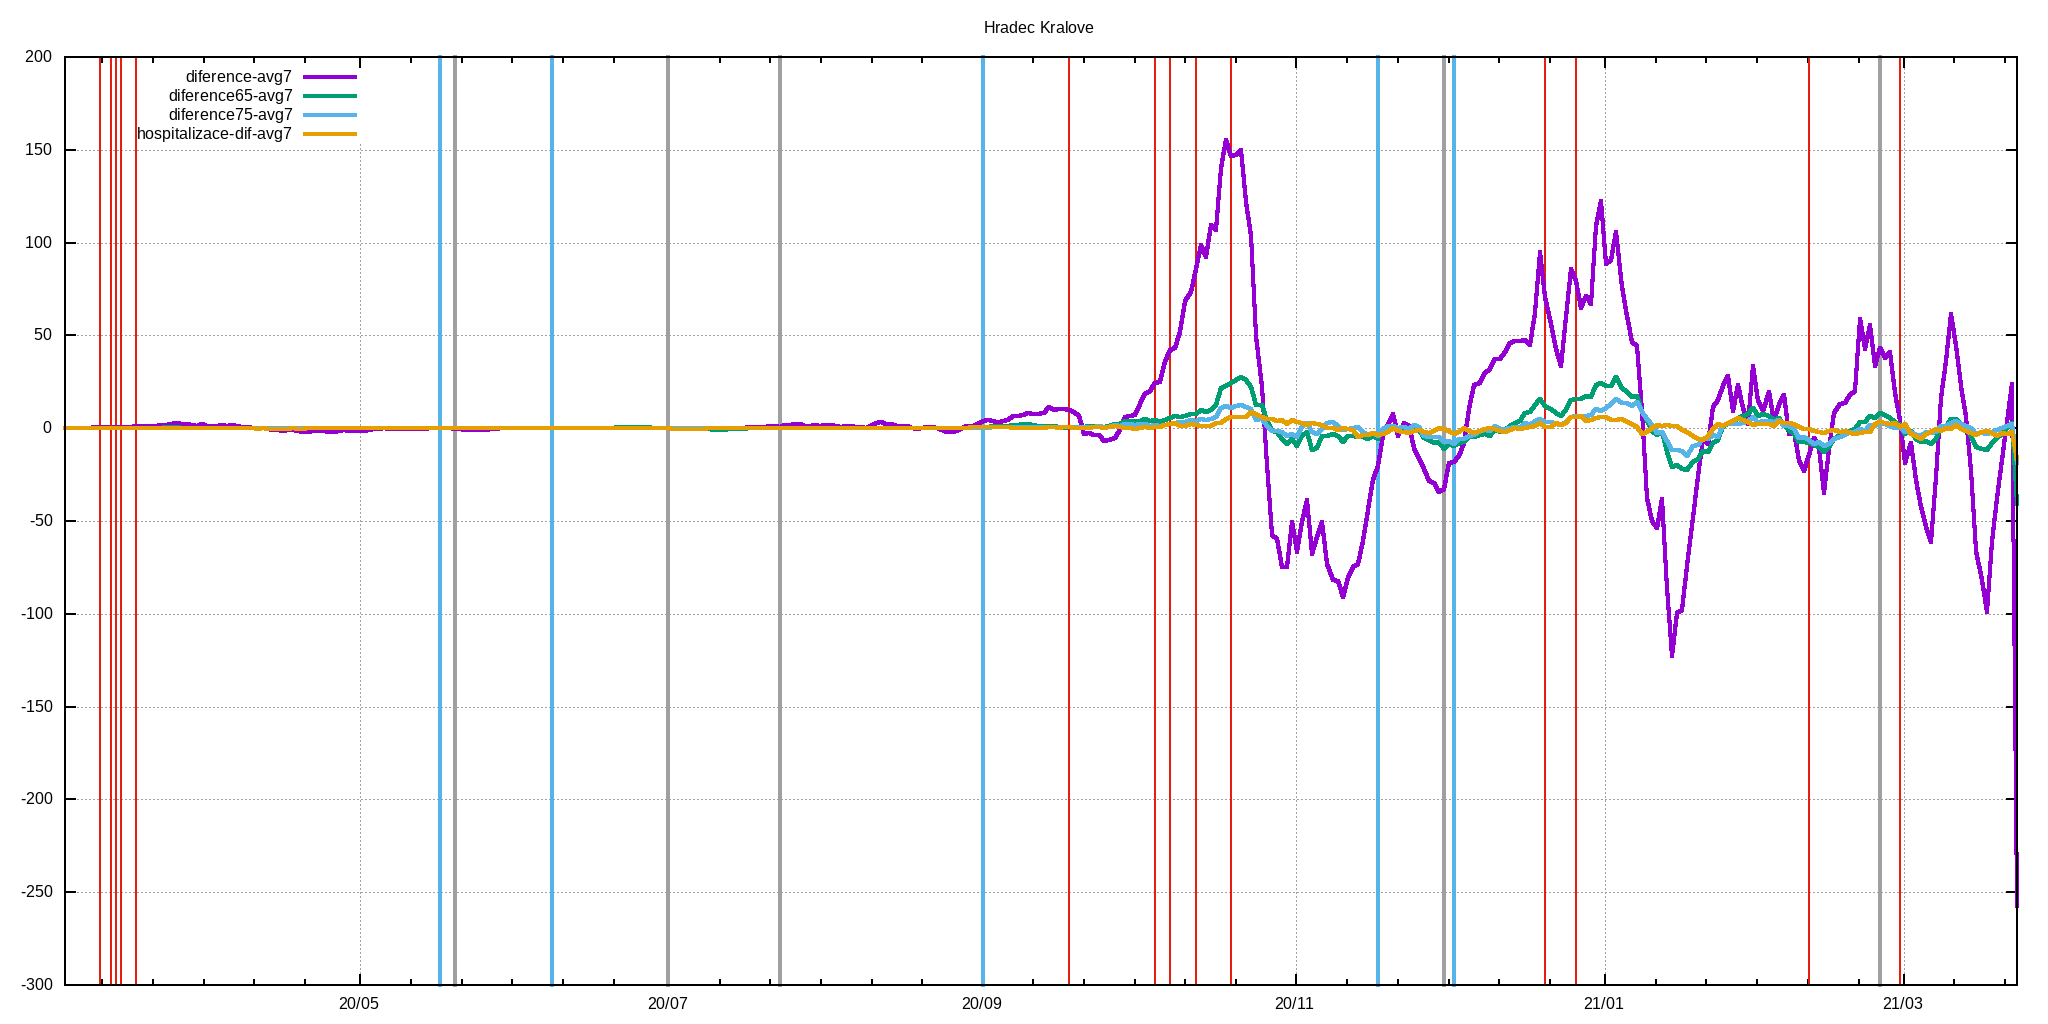 Hradec Kralove
diference-avg7
diference65-avg7
diference75-avg7
hospitalizace-dif-avg7
200
150
100
50
0
-50
-100
-150
-200
-250
-300
20/05 20/07 20/09 20/11 21/01 21/03